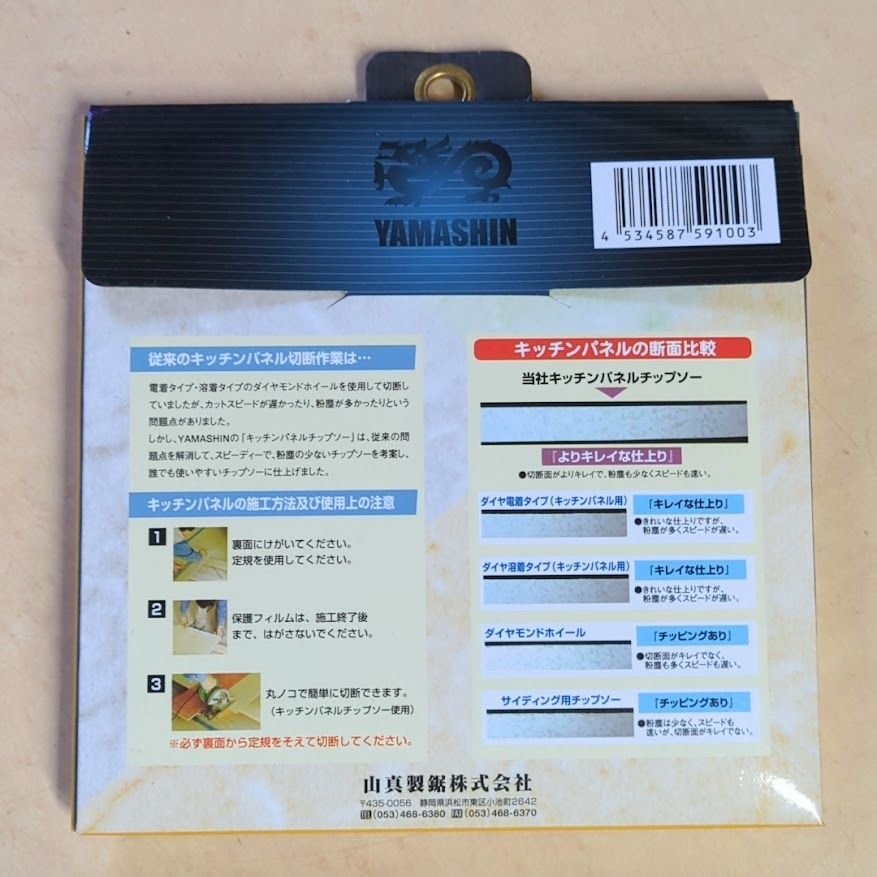 YAMASHIN
4 534587 591003
従来のキッチンパネル切断作業は…
電着タイプ・溶着タイプのダイヤモンドホイールを使用して切断し
ていましたが、カットスピードが遅かったり、粉塵が多かったりという
問題点がありました。
しかし、YAMASHINの「キッチンパネルチップソー」は、従来の問
題点を解消して、スピーディーで、粉塵の少ないチップソーを考案し、
誰でも使いやすいチップソーに仕上げました。
キッチンパネルの施工方法及び使用上の注意
1
裏面にけがいてください。
定規を使用してください。
2
保護フィルムは、施工終了後
まで、はがさないでください。
3
丸ノコで簡単に切断できます。
(キッチンパネルチップソー使用)
※必ず裏面から定規をそえて切断してください。
キッチンパネルの断面比較
当社キッチンパネルチップソー
『よりキレイな仕上り』
●切断面がよりキレイで、粉塵も少なくスピードも速い。
ダイヤ電着タイプ(キッチンパネル用)
『キレイな仕上り』
●きれいな仕上りですが、
粉塵が多くスピードが遅い。
ダイヤ溶着タイプ(キッチンパネル用)
『キレイな仕上り』
●きれいな仕上りですが、
粉塵が多くスピードが遅い。
ダイヤモンドホイール
『チッピングあり』
●切断面がキレイでなく、
粉塵も多くスピードも遅い。
サイディング用チップソー
『チッピングあり』
●粉塵は少なく、スピードも
速いが、切断面がキレイでない。
山真製鋸株式会社
〒435-0056 静岡県浜松市東区小池町2642
TEL(053)468-6380 FAX(053)468-6370